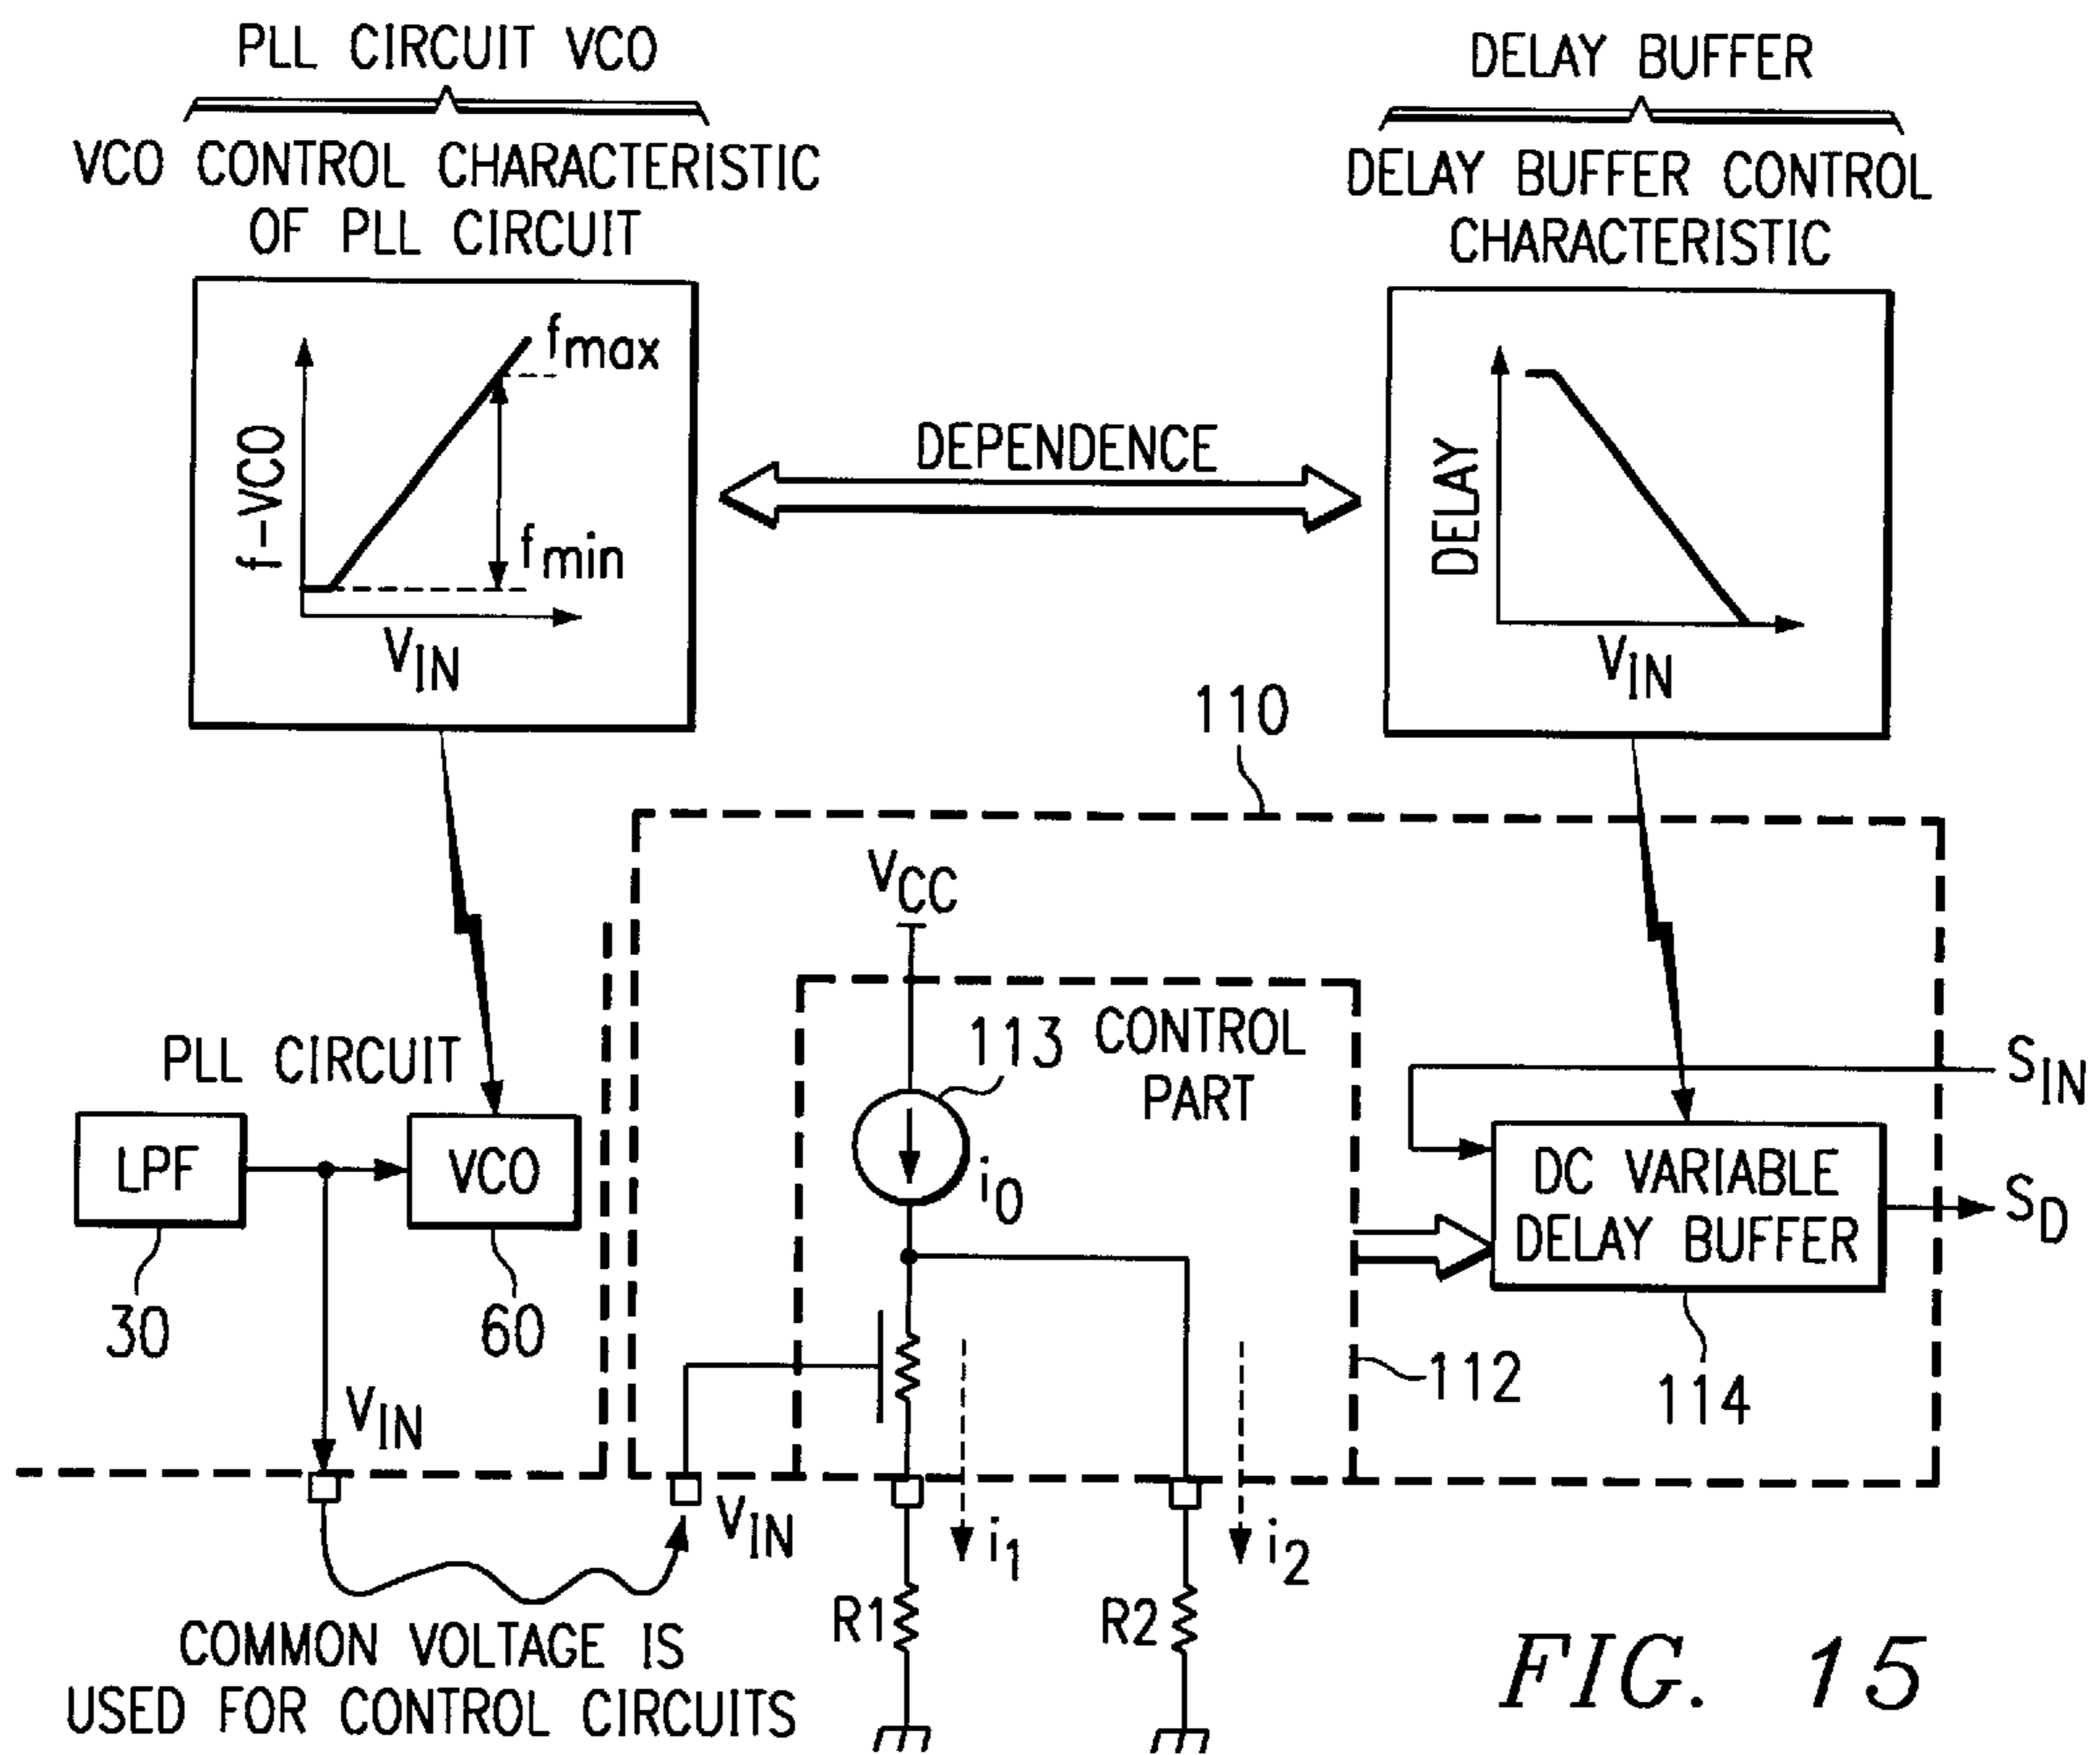 PLL CIRCUIT VCO
VCO CONTROL CHARACTERISTIC
OF PLL CIRCUIT
f-VCO
fmax
fmin
VIN
DEPENDENCE
DELAY BUFFER
DELAY BUFFER CONTROL
CHARACTERISTIC
DELAY
VIN
110
VCC
113
CONTROL
PART
i0
PLL CIRCUIT
LPF
VCO
30
60
VIN
VIN
SIN
DC VARIABLE
DELAY BUFFER
SD
112
114
i1
i2
R1
R2
COMMON VOLTAGE IS
USED FOR CONTROL CIRCUITS
FIG. 15